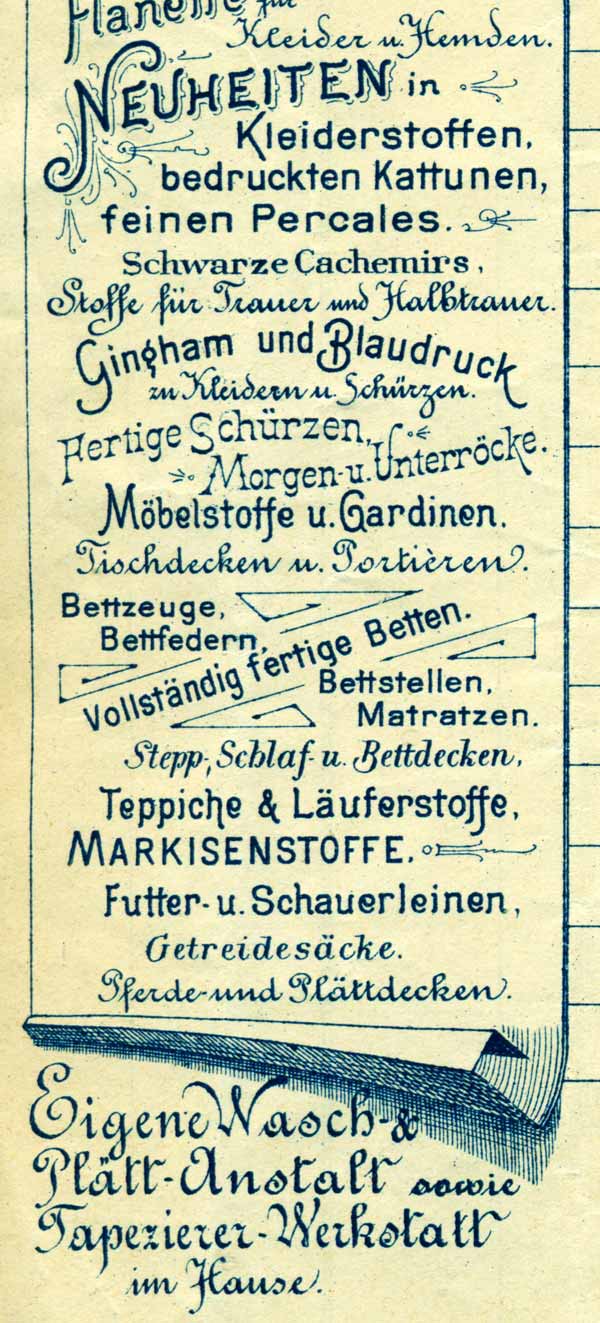 Flanelle für
Kleider u. Hemden.
NEUHEITEN in
Kleiderstoffen,
bedruckten Kattunen,
feinen Percales.
Schwarze Cachemirs,
Stoffe für Trauer und Halbtrauer.
Gingham und Blaudruck
zu Kleidern u. Schürzen.
Fertige Schürzen,
Morgen- u. Unterröcke.
Möbelstoffe u. Gardinen.
Tischdecken u. Portièren.
Bettzeuge,
Bettfedern,
Vollständig fertige Betten.
Bettstellen,
Matratzen.
Stepp-, Schlaf- u. Bettdecken,
Teppiche & Läuferstoffe,
MARKISENSTOFFE.
Futter- u. Schauerleinen,
Getreidesäcke.
Pferde- und Plättdecken.
Eigene Wasch- &
Plätt-Anstalt sowie
Tapezierer-Werkstatt
im Hause.